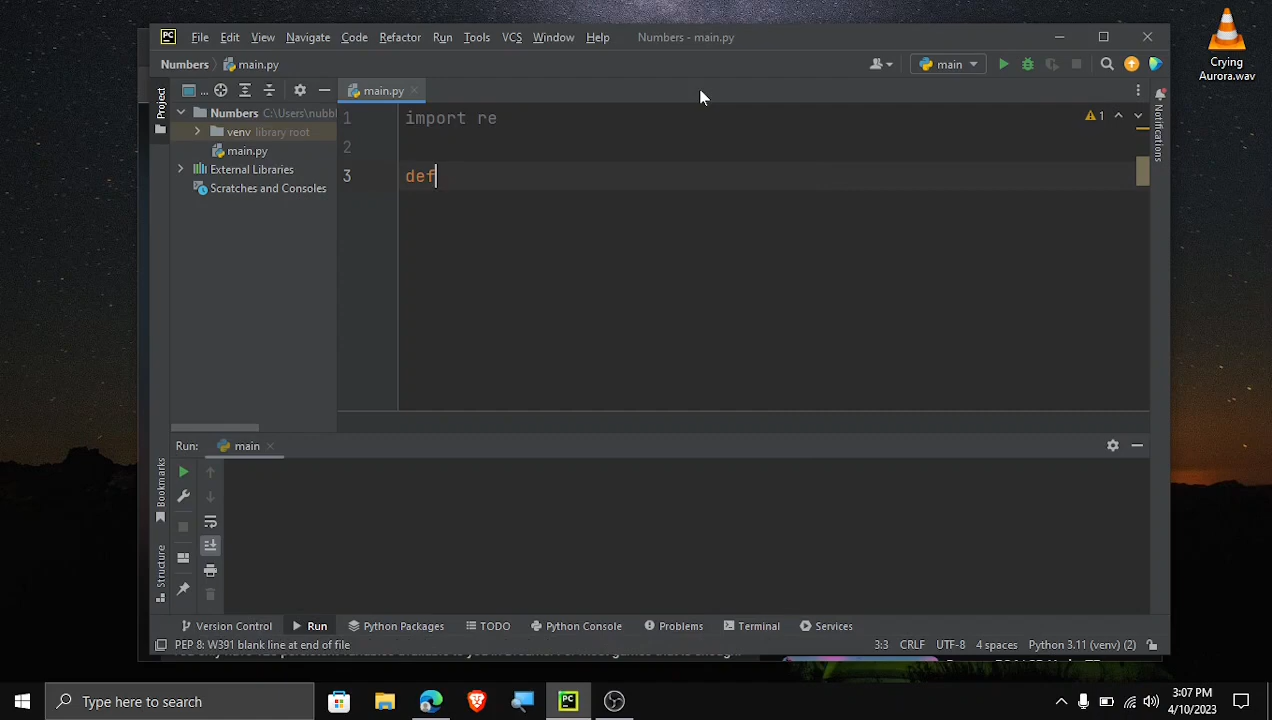 File Edit View Navigate Code Refactor Run Tools VCS Window Help Numbers - main.py
Numbers main.py main
Project ... main.py
Numbers C:\Users\nubbl
venv library root
main.py
External Libraries
Scratches and Consoles
1 import re
2
3 def
1
Notifications
Run: main
Bookmarks
Structure
Version Control Run Python Packages TODO Python Console Problems Terminal Services
PEP 8: W391 blank line at end of file 3:3 CRLF UTF-8 4 spaces Python 3.11 (venv) (2)
Crying
Aurora.wav
Type here to search
3:07 PM
4/10/2023